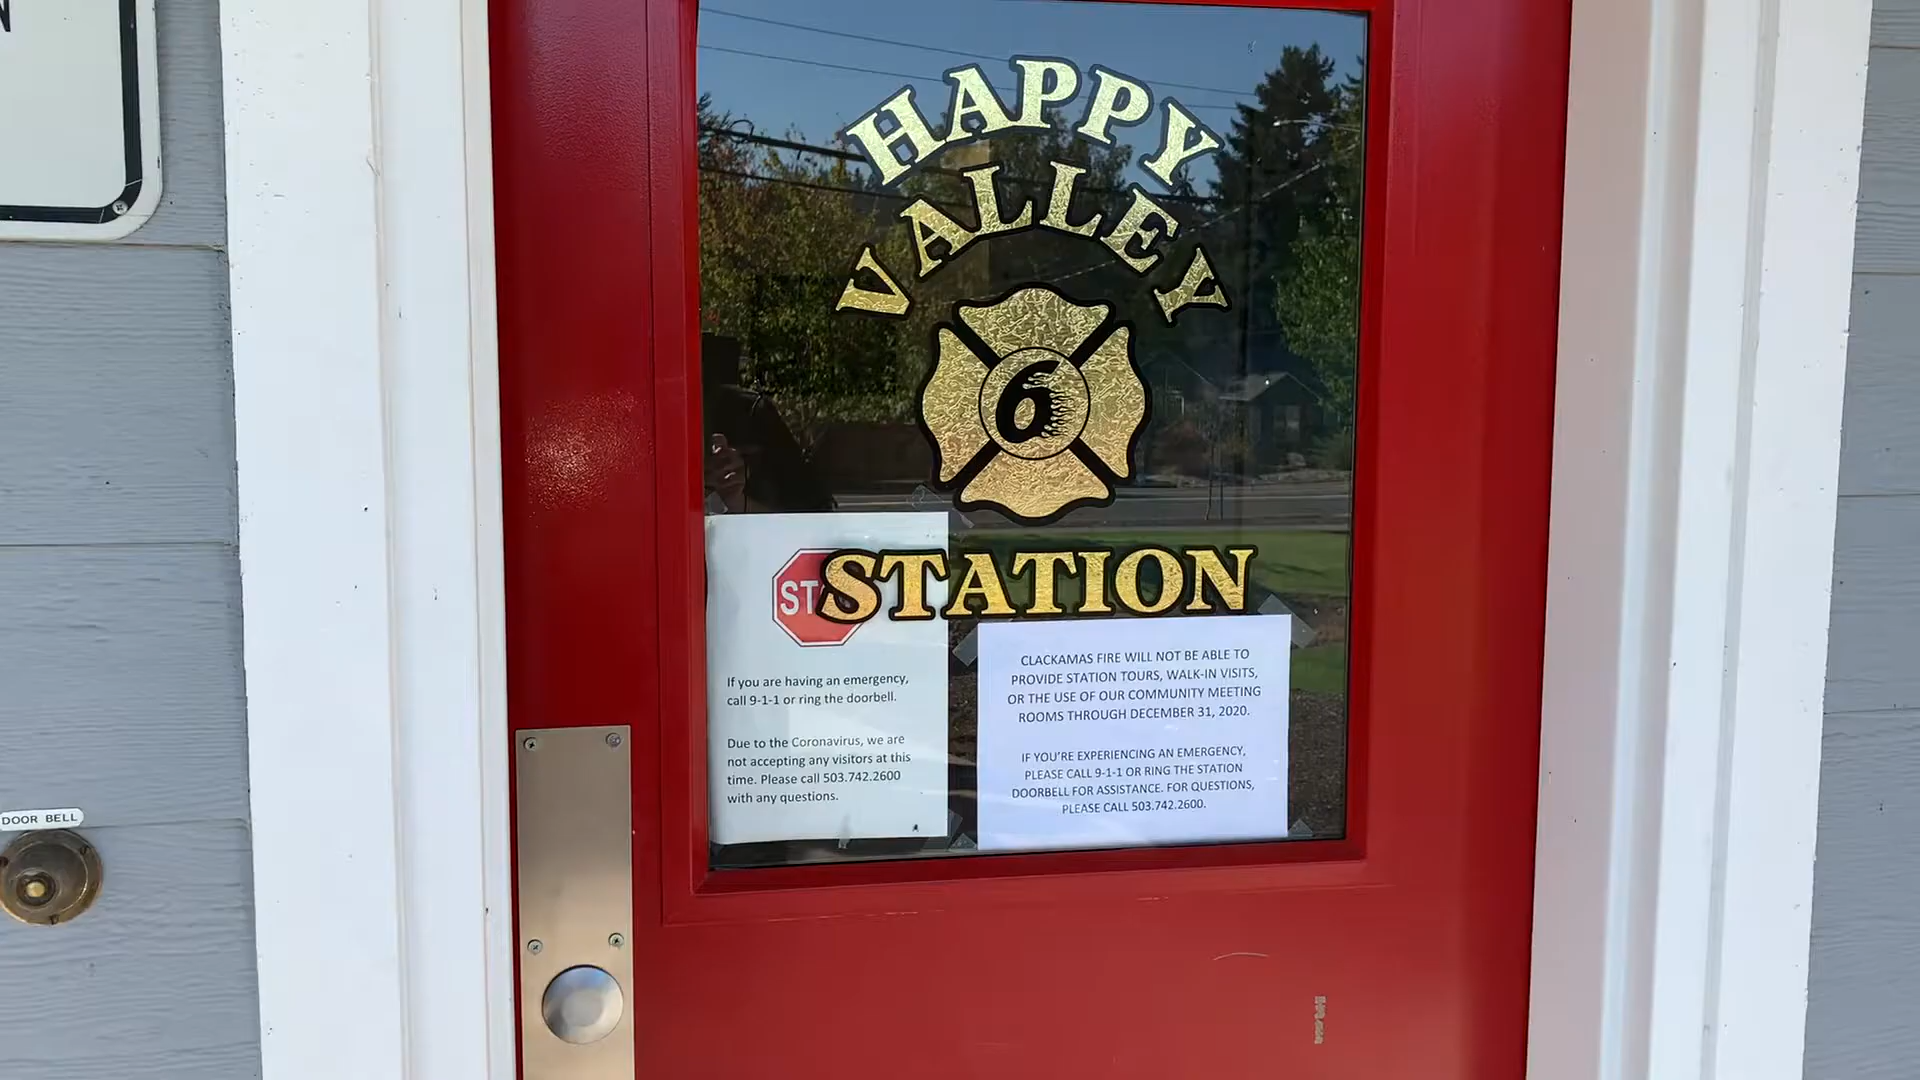 N
HAPPY
VALLEY
6
STATION
ST
If you are having an emergency,
call 9-1-1 or ring the doorbell.
Due to the Coronavirus, we are
not accepting any visitors at this
time. Please call 503.742.2600
with any questions.
CLACKAMAS FIRE WILL NOT BE ABLE TO
PROVIDE STATION TOURS, WALK-IN VISITS,
OR THE USE OF OUR COMMUNITY MEETING
ROOMS THROUGH DECEMBER 31, 2020.
IF YOU'RE EXPERIENCING AN EMERGENCY,
PLEASE CALL 9-1-1 OR RING THE STATION
DOORBELL FOR ASSISTANCE. FOR QUESTIONS,
PLEASE CALL 503.742.2600.
DOOR BELL